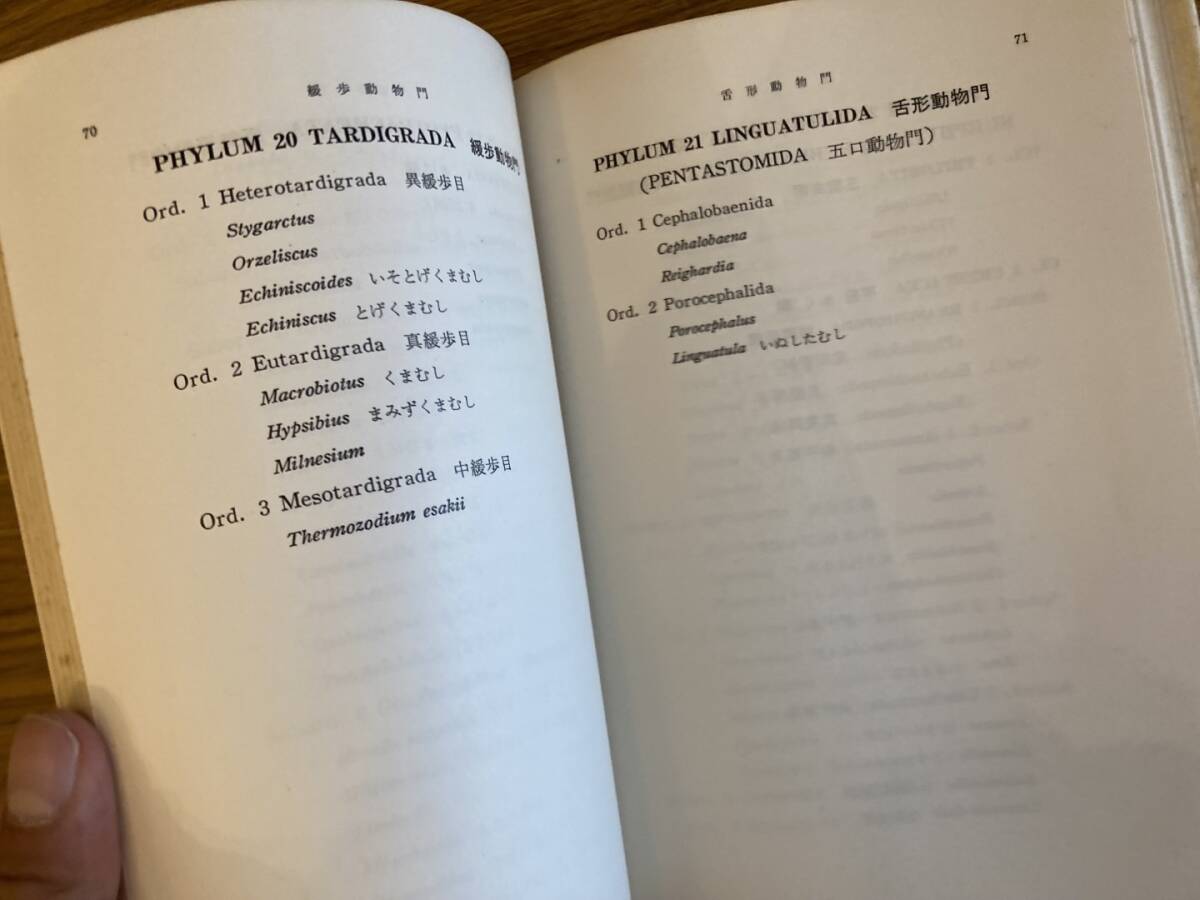 70
緩歩動物門
PHYLUM 20 TARDIGRADA 緩歩動物門
Ord. 1 Heterotardigrada 異緩歩目
Stygarctus
Orzeliscus
Echiniscoides いそとげくまむし
Echiniscus とげくまむし
Ord. 2 Eutardigrada 真緩歩目
Macrobiotus くまむし
Hypsibius まみずくまむし
Milnesium
Ord. 3 Mesotardigrada 中緩歩目
Thermozodium esakii
71
舌形動物門
PHYLUM 21 LINGUATULIDA 舌形動物門
(PENTASTOMIDA 五口動物門)
Ord. 1 Cephalobaenida
Cephalobaena
Reighardia
Ord. 2 Porocephalida
Porocephalus
Linguatula いぬしたむし